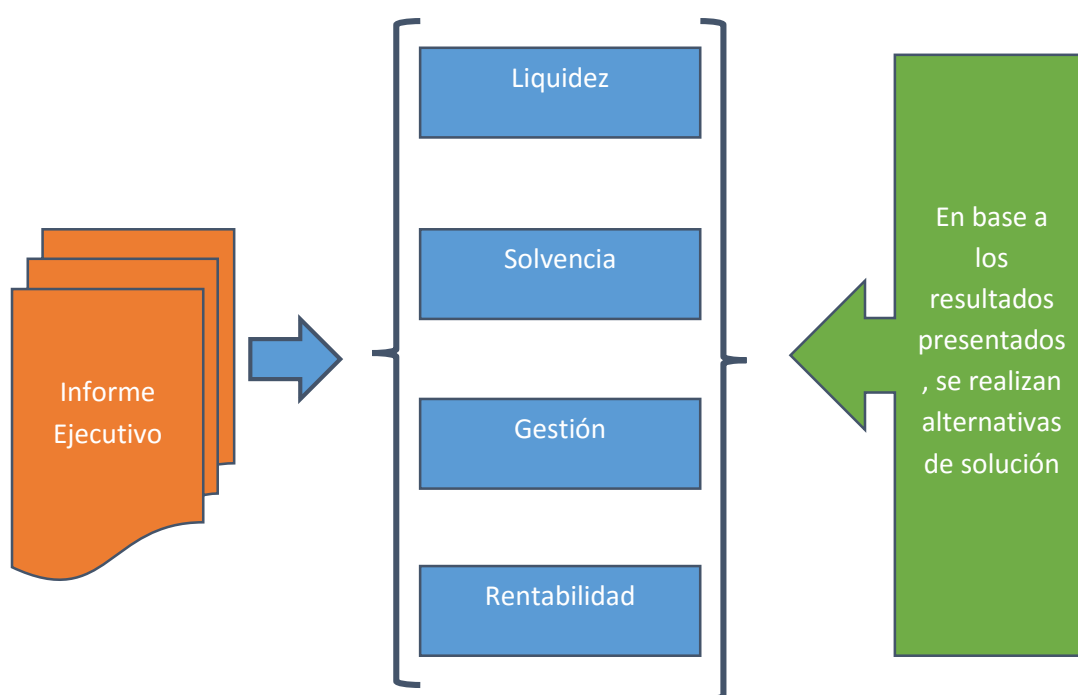 Informe
Ejecutivo
Liquidez
Solvencia
Gestión
Rentabilidad
En base a
los
resultados
presentados
, se realizan
alternativas
de solución